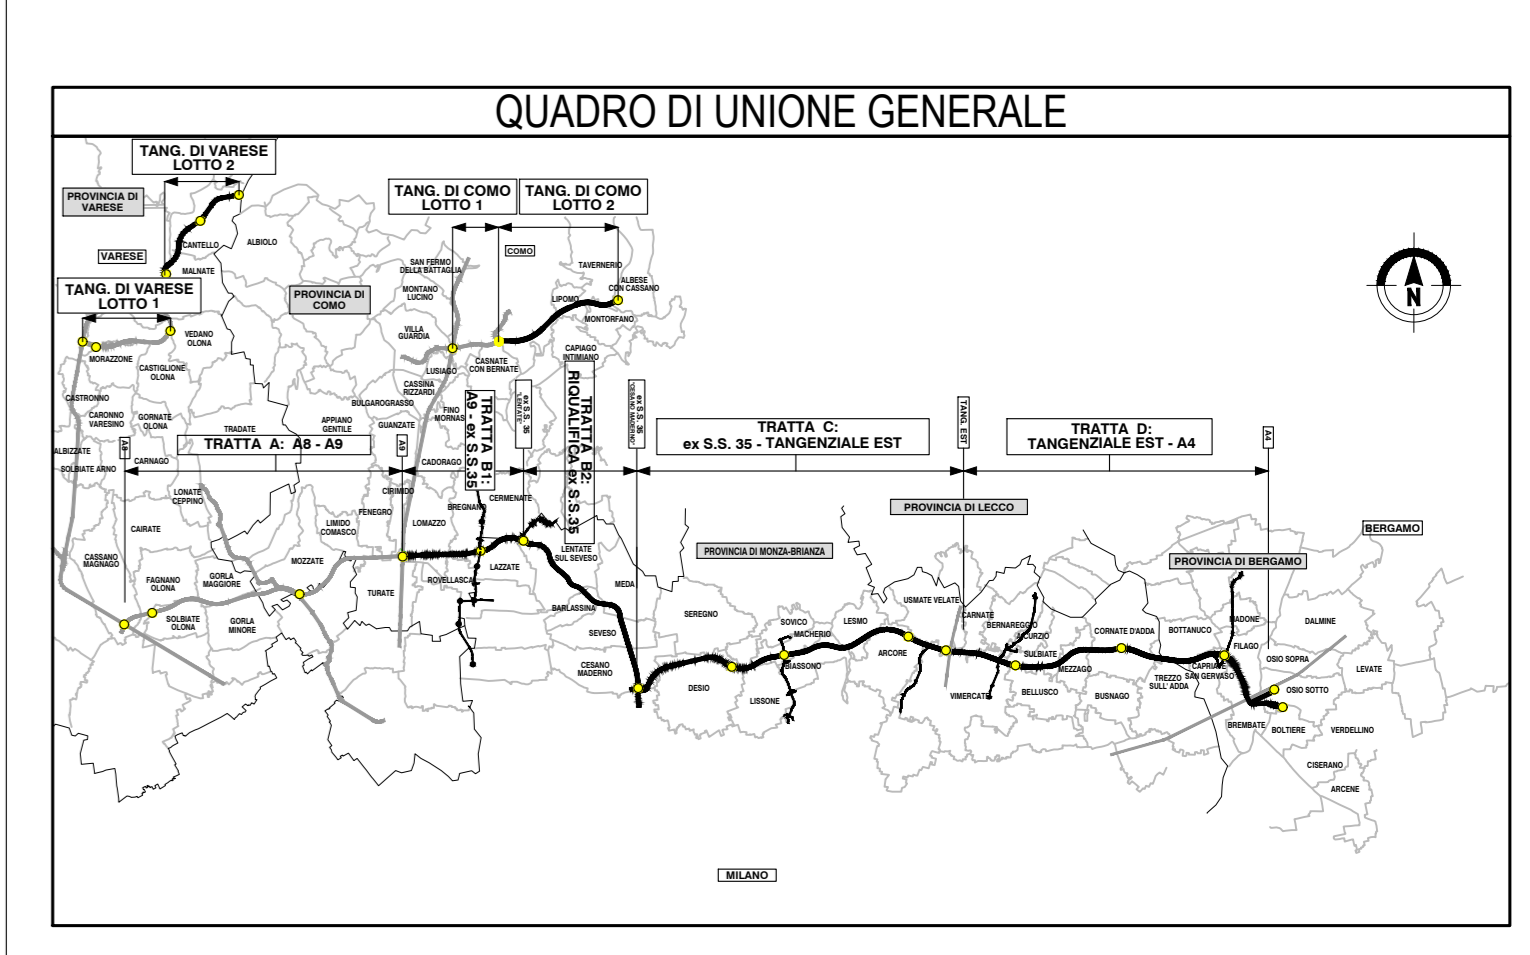 QUADRO DI UNIONE GENERALE
TANG. DI VARESE
LOTTO 2
PROVINCIA DI
VARESE
VARESE
CANTELLO
ALBIOLO
MALNATE
TANG. DI VARESE
LOTTO 1
TANG. DI COMO
LOTTO 1
TANG. DI COMO
LOTTO 2
COMO
SAN FERMO
DELLA BATTAGLIA
TAVERNERIO
ALBESE
CON CASSANO
PROVINCIA DI
COMO
MONTANO
LUCINO
LIPOMO
MONTORFANO
VILLA
GUARDIA
VEDANO
OLONA
MORAZZONE
CASTIGLIONE
OLONA
LUSIAGO
CASNATE
CON BERNATE
CAPIAGO
INTIMIANO
CASSINA
RIZZARDI
CASTRONNO
BULGAROGRASSO
FINO
MORNAS
CARONNO
VARESINO
GORNATE
OLONA
TRADATE
APPIANO
GENTILE
GUANZATE
ALBIZZATE
SOLBIATE ARNO
CARNAGO
CADORAGO
A8
TRATTA A: A8 - A9
A9
TRATTA B1:
A9 - ex S.S.35
ex S.S. 35
"LENTATE"
TRATTA B2:
RIQUALIFICA ex S.S.35
ex S.S. 35
"CESANO MADERNO"
TRATTA C:
ex S.S. 35 - TANGENZIALE EST
TANG. EST
TRATTA D:
TANGENZIALE EST - A4
A4
N
LONATE
CEPPINO
CIRIMIDO
FENEGRO
LIMIDO
COMASCO
LOMAZZO
BREGNANO
CERMENATE
PROVINCIA DI LECCO
BERGAMO
CAIRATE
CASSANO
MAGNAGO
MOZZATE
LENTATE
SUL SEVESO
PROVINCIA DI MONZA-BRIANZA
PROVINCIA DI BERGAMO
FAGNANO
OLONA
GORLA
MAGGIORE
TURATE
ROVELLASCA
LAZZATE
MEDA
BARLASSINA
SOLBIATE
OLONA
GORLA
MINORE
SEVESO
SEREGNO
SOVICO
MACHERIO
LESMO
USMATE VELATE
CARNATE
BERNAREGGIO
AICURZIO
SULBIATE
CORNATE D'ADDA
BOTTANUCO
MADONE
FILAGO
DALMINE
CESANO
MADERNO
BIASSONO
ARCORE
MEZZAGO
TREZZO
SULL' ADDA
CAPRIATE
SAN GERVASO
OSIO SOPRA
LEVATE
DESIO
LISSONE
VIMERCATE
BELLUSCO
BUSNAGO
OSIO SOTTO
BREMBATE
BOLTIERE
VERDELLINO
CISERANO
ARCENE
MILANO